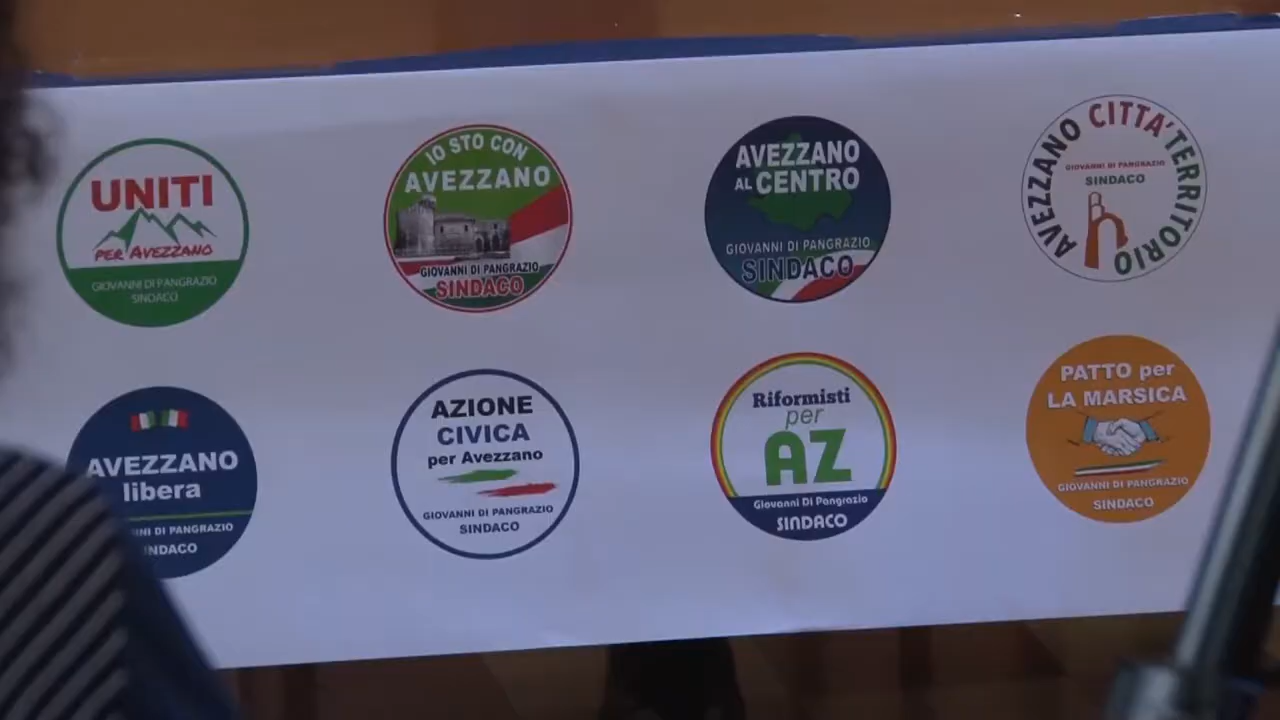 UNITI
PER AVEZZANO
GIOVANNI DI PANGRAZIO
SINDACO
IO STO CON
AVEZZANO
GIOVANNI DI PANGRAZIO
SINDACO
AVEZZANO
AL CENTRO
GIOVANNI DI PANGRAZIO
SINDACO
AVEZZANO CITTA' TERRITORIO
GIOVANNI DI PANGRAZIO
SINDACO
AVEZZANO
libera
DI PANGRAZIO
AZIONE
CIVICA
per Avezzano
GIOVANNI DI PANGRAZIO
SINDACO
Riformisti
per
AZ
Giovanni Di Pangrazio
SINDACO
PATTO per
LA MARSICA
GIOVANNI DI PANGRAZIO
SINDACO